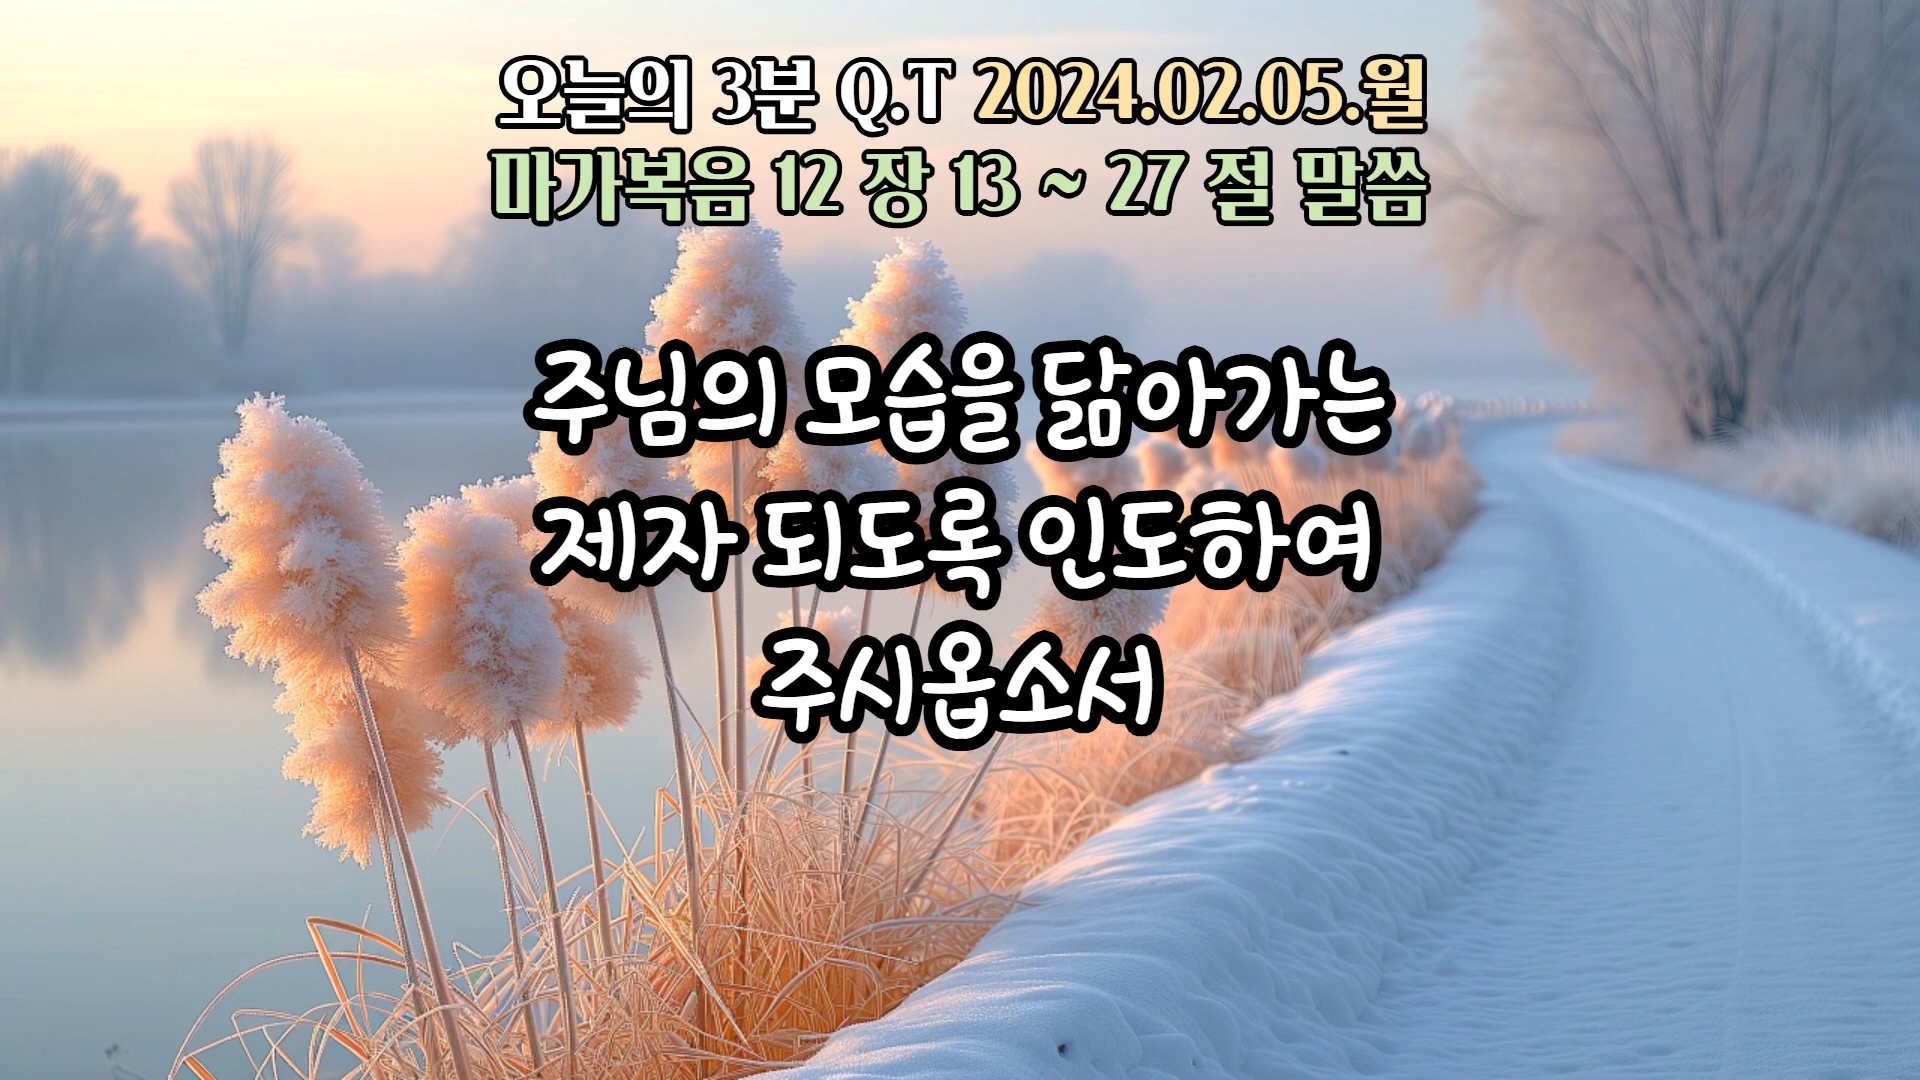 오늘의 3분 Q.T 2024.02.05.월
마가복음 12 장 13 ~ 27 절 말씀
주님의 모습을 닮아가는
제자 되도록 인도하여
주시옵소서